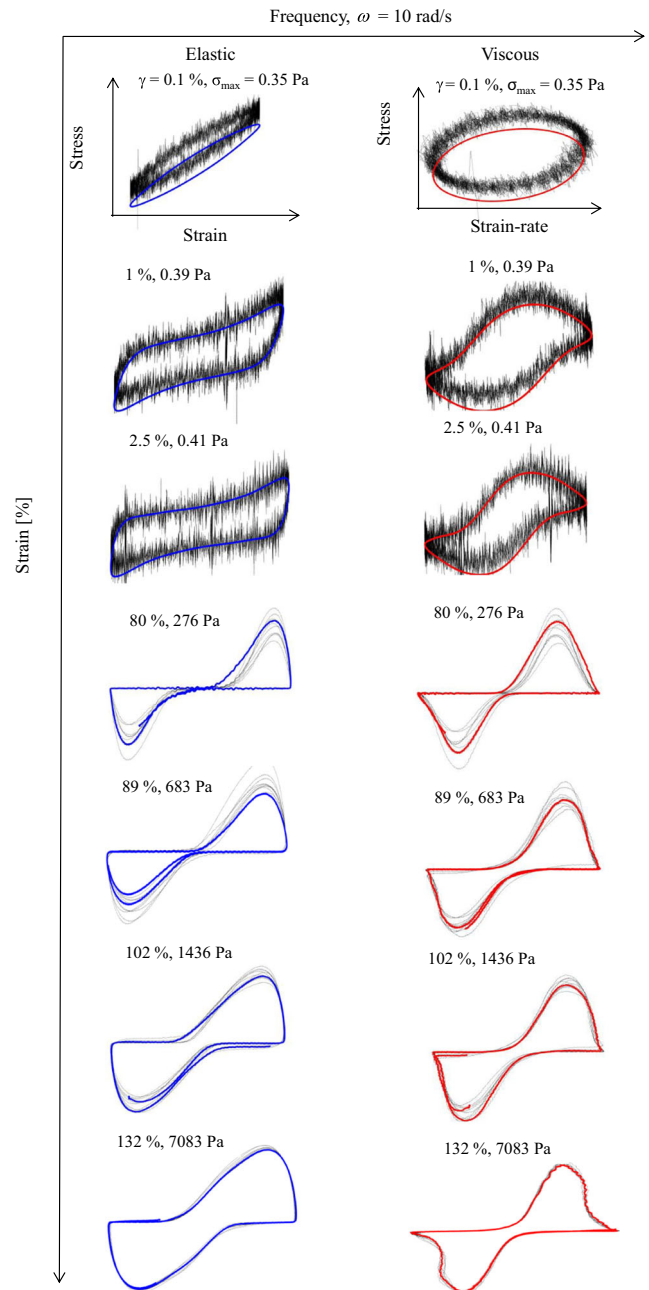 Frequency, ω = 10 rad/s
Elastic
Viscous
γ = 0.1 %, σmax = 0.35 Pa
γ = 0.1 %, σmax = 0.35 Pa
Stress
Stress
Strain
Strain-rate
1 %, 0.39 Pa
1 %, 0.39 Pa
2.5 %, 0.41 Pa
2.5 %, 0.41 Pa
Strain [%]
80 %, 276 Pa
80 %, 276 Pa
89 %, 683 Pa
89 %, 683 Pa
102 %, 1436 Pa
102 %, 1436 Pa
132 %, 7083 Pa
132 %, 7083 Pa